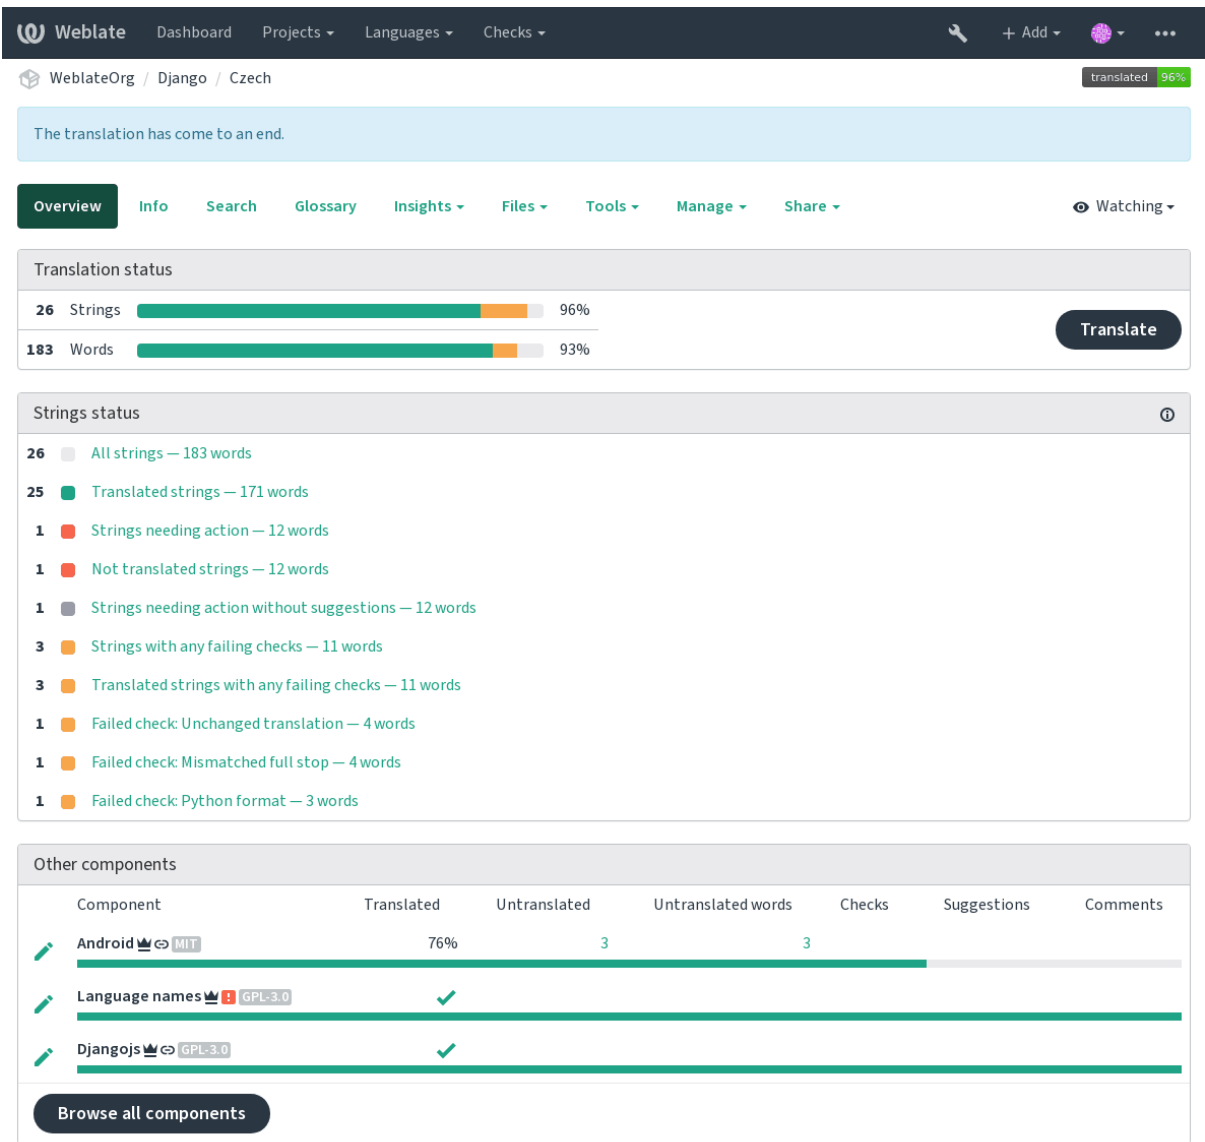 Weblate Dashboard Projects Languages Checks + Add •••
WeblateOrg / Django / Czech translated 96%
The translation has come to an end.
Overview Info Search Glossary Insights Files Tools Manage Share Watching
Translation status
26 Strings 96%
Translate
183 Words 93%
Strings status
26 All strings — 183 words
25 Translated strings — 171 words
1 Strings needing action — 12 words
1 Not translated strings — 12 words
1 Strings needing action without suggestions — 12 words
3 Strings with any failing checks — 11 words
3 Translated strings with any failing checks — 11 words
1 Failed check: Unchanged translation — 4 words
1 Failed check: Mismatched full stop — 4 words
1 Failed check: Python format — 3 words
Other components
Component Translated Untranslated Untranslated words Checks Suggestions Comments
Android MIT 76% 3 3
Language names ! GPL-3.0
Djangojs GPL-3.0
Browse all components